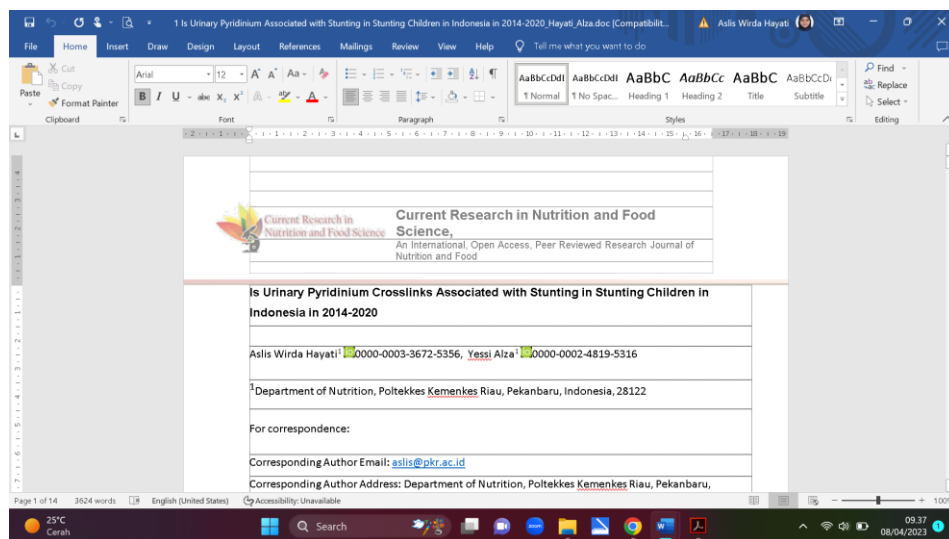 1 Is Urinary Pyridinium Associated with Stunting in Stunting Children in Indonesia in 2014-2020_Hayati_Alza.doc [Compatibilit...
Aslis Wirda Hayati
File Home Insert Draw Design Layout References Mailings Review View Help Tell me what you want to do
Paste
Cut
Copy
Format Painter
Clipboard
Arial 12
Font
Paragraph
AaBbCcDdI AaBbCcDdI AaBbC AaBbCc AaBbC AaBbCcD
¶ Normal ¶ No Spac... Heading 1 Heading 2 Title Subtitle
Styles
Find
Replace
Select
Editing
Current Research in
Nutrition and Food Science
Current Research in Nutrition and Food
Science,
An International, Open Access, Peer Reviewed Research Journal of
Nutrition and Food
Is Urinary Pyridinium Crosslinks Associated with Stunting in Stunting Children in
Indonesia in 2014-2020
Aslis Wirda Hayati¹ 0000-0003-3672-5356, Yessi Alza¹ 0000-0002-4819-5316
¹Department of Nutrition, Poltekkes Kemenkes Riau, Pekanbaru, Indonesia, 28122
For correspondence:
Corresponding Author Email: aslis@pkr.ac.id
Corresponding Author Address: Department of Nutrition, Poltekkes Kemenkes Riau, Pekanbaru,
Page 1 of 14 3624 words English (United States) Accessibility: Unavailable 100%
25°C
Cerah
Search
09.37
08/04/2023